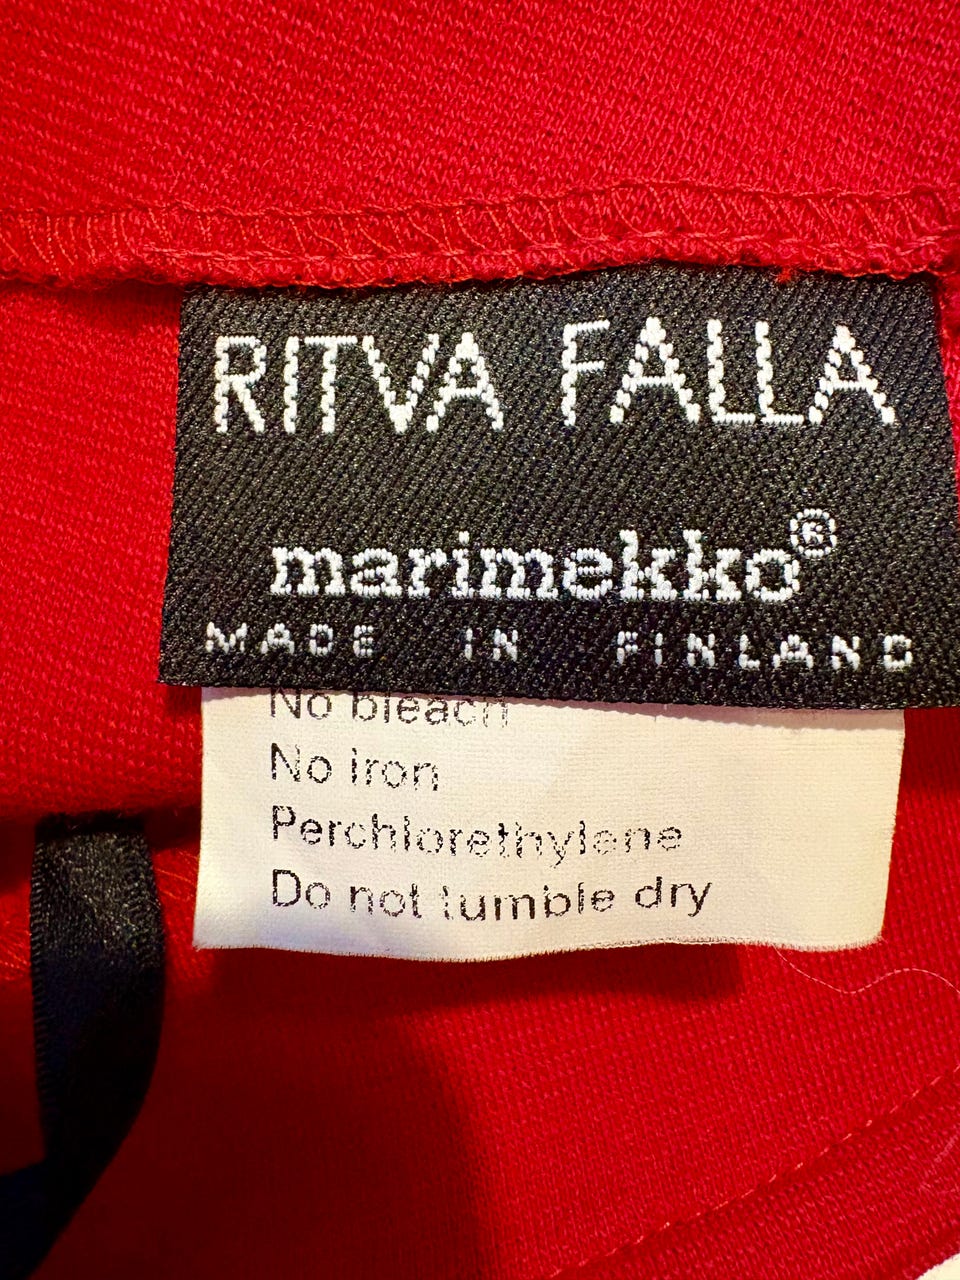 RITVA FALLA
marimekko®
MADE IN FINLAND
No bleach
No iron
Perchlorethylene
Do not tumble dry